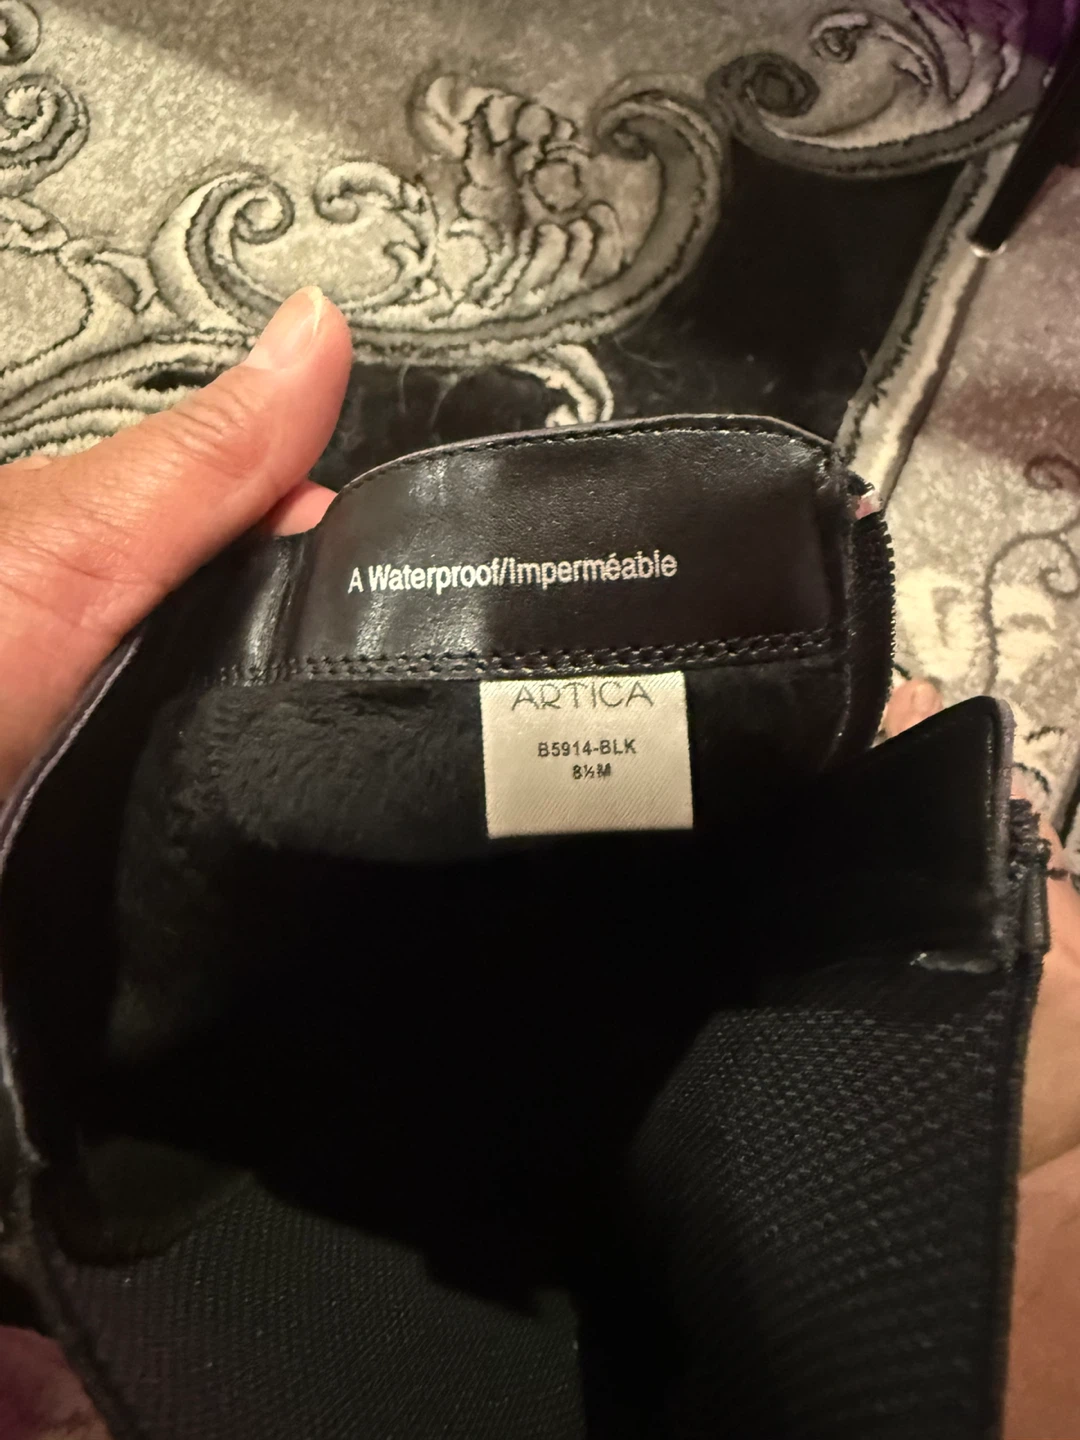 A Waterproof/Imperméable
ARTICA
B5914-BLK
8½M